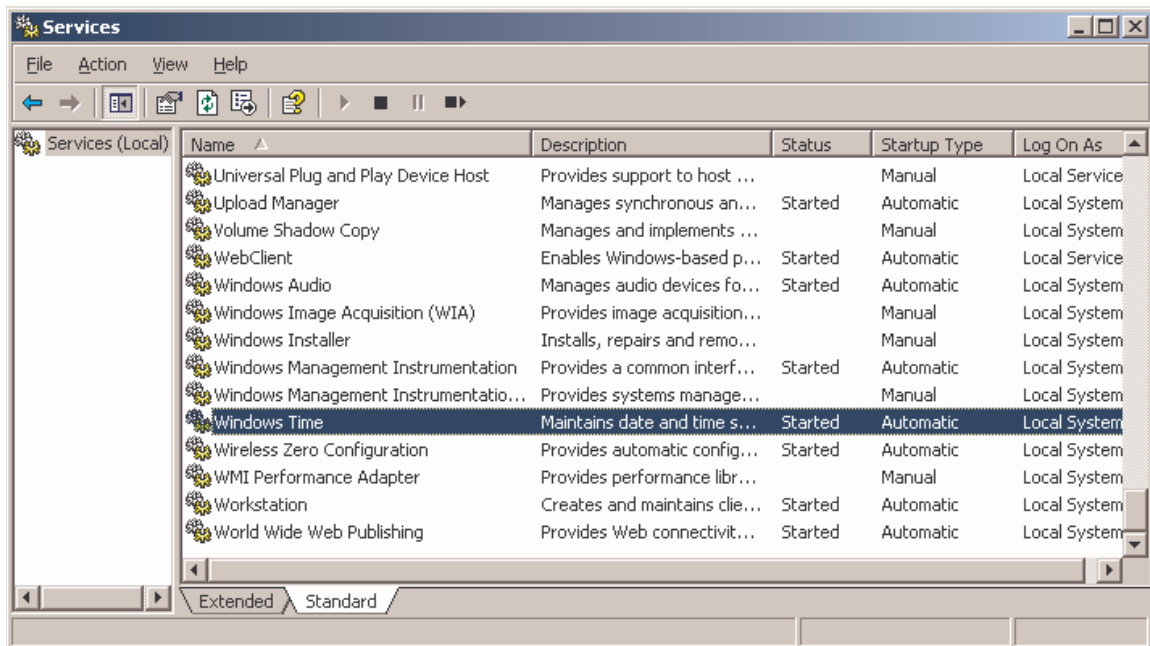 Services
File Action View Help
Services (Local)
Name Description Status Startup Type Log On As
Universal Plug and Play Device Host Provides support to host ... Manual Local Service
Upload Manager Manages synchronous an... Started Automatic Local System
Volume Shadow Copy Manages and implements ... Manual Local System
WebClient Enables Windows-based p... Started Automatic Local Service
Windows Audio Manages audio devices fo... Started Automatic Local System
Windows Image Acquisition (WIA) Provides image acquisition... Manual Local System
Windows Installer Installs, repairs and remo... Manual Local System
Windows Management Instrumentation Provides a common interf... Started Automatic Local System
Windows Management Instrumentatio... Provides systems manage... Manual Local System
Windows Time Maintains date and time s... Started Automatic Local System
Wireless Zero Configuration Provides automatic config... Started Automatic Local System
WMI Performance Adapter Provides performance libr... Manual Local System
Workstation Creates and maintains clie... Started Automatic Local System
World Wide Web Publishing Provides Web connectivit... Started Automatic Local System
Extended Standard